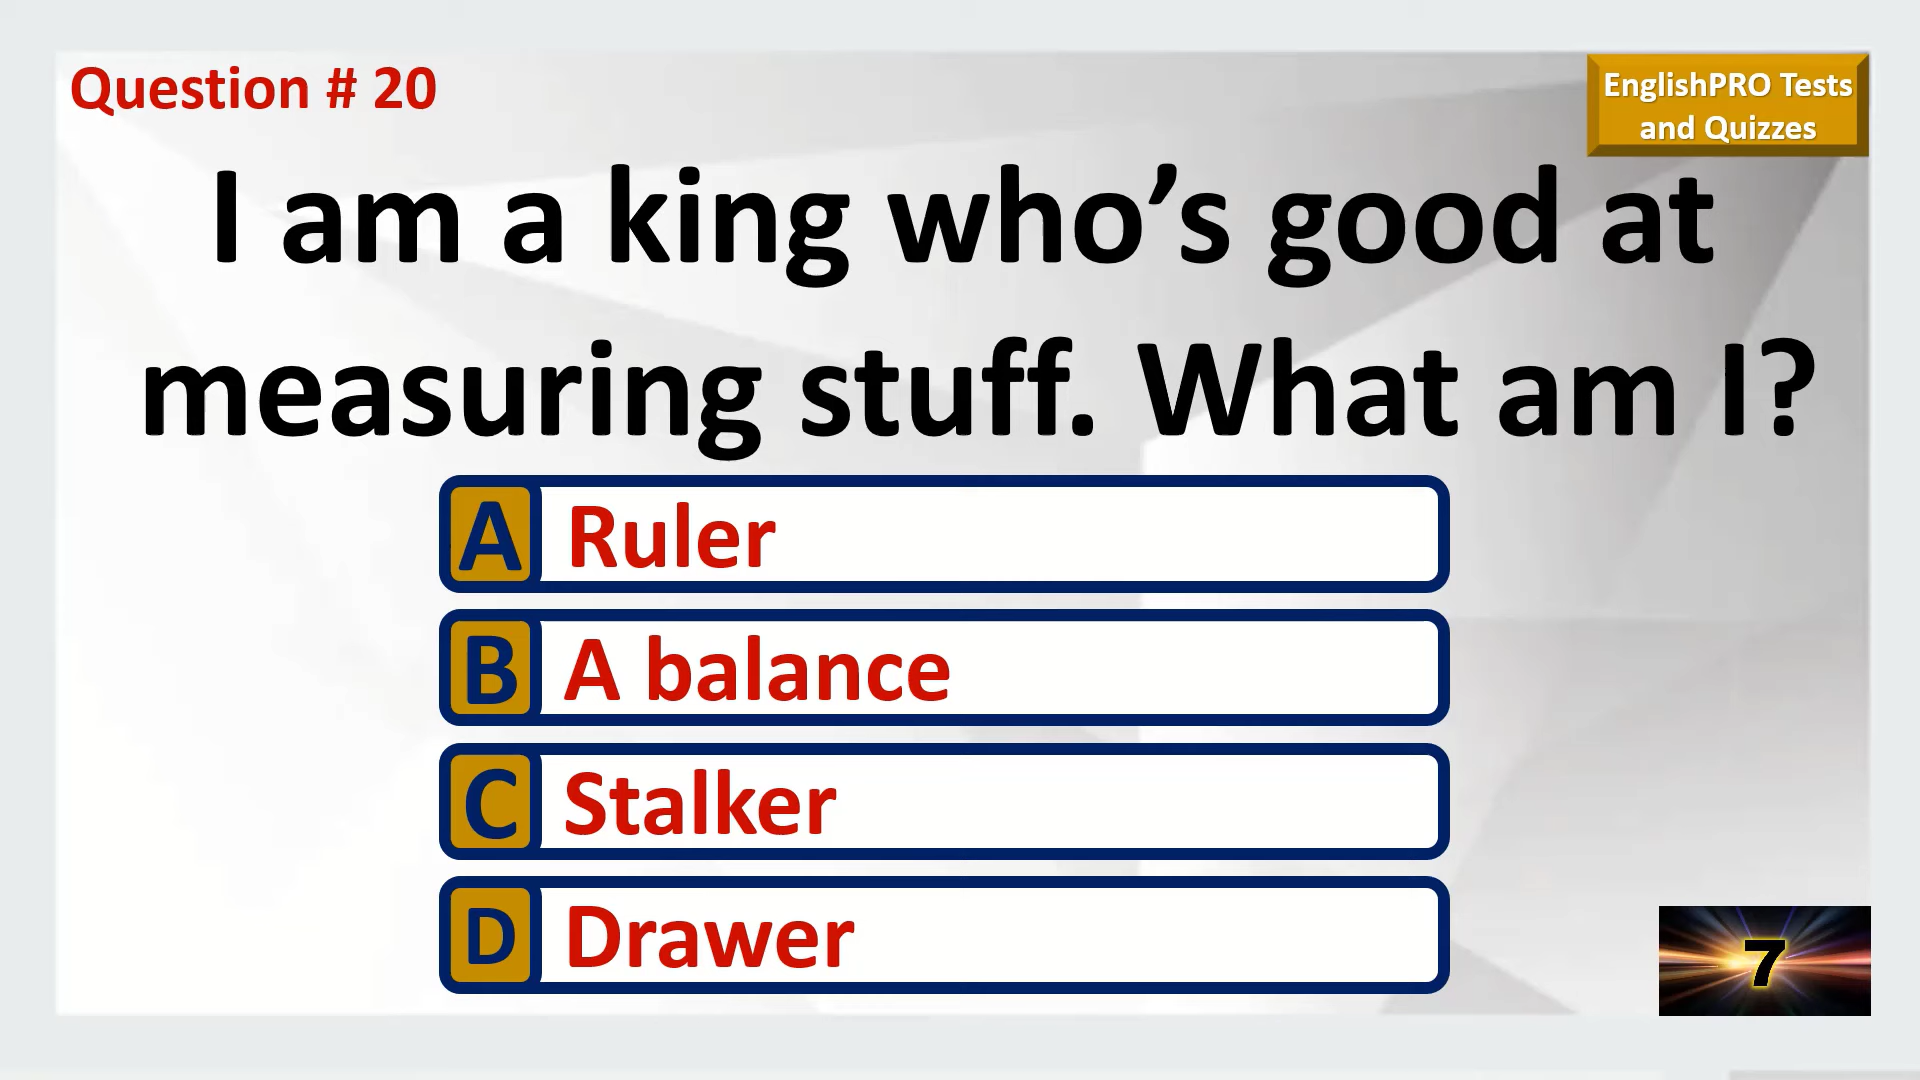 Question # 20
EnglishPRO Tests
and Quizzes
I am a king who’s good at
measuring stuff. What am I?
A Ruler
B A balance
C Stalker
D Drawer
7